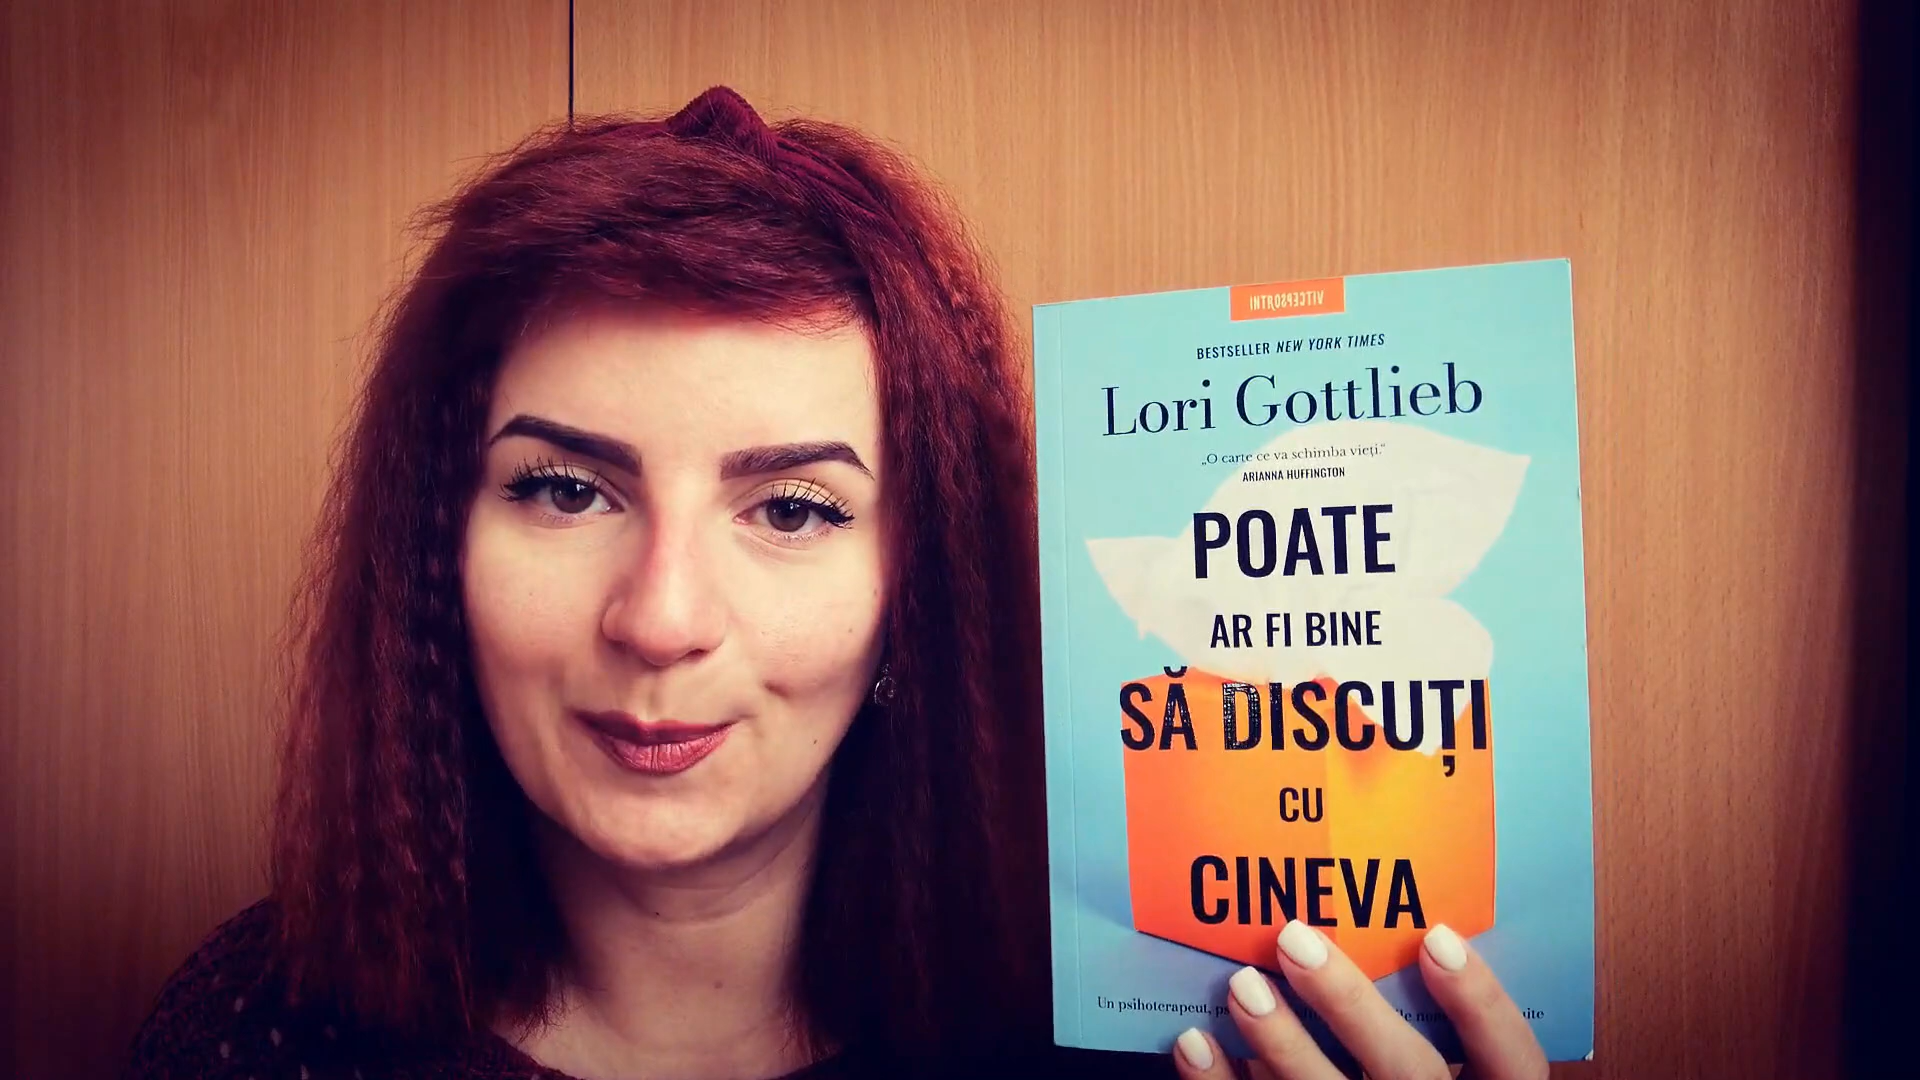 INTROSPECTIV
BESTSELLER NEW YORK TIMES
Lori Gottlieb
„O carte ce va schimba vieți.“
ARIANNA HUFFINGTON
POATE
AR FI BINE
SĂ DISCUȚI
CU
CINEVA
Un psihoterapeut,